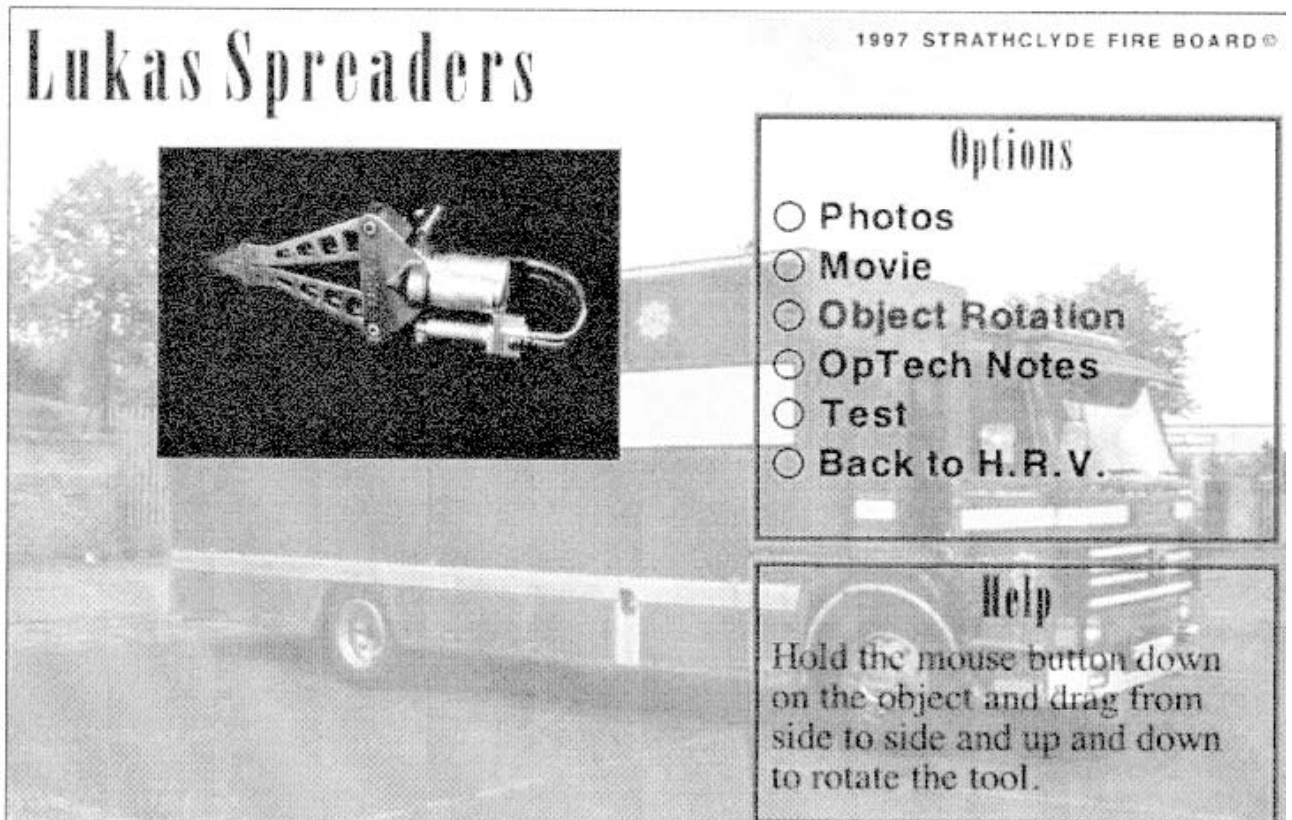 Lukas Spreaders
1997 STRATHCLYDE FIRE BOARD©
Options
Photos
Movie
Object Rotation
OpTech Notes
Test
Back to H.R.V.
Help
Hold the mouse button down
on the object and drag from
side to side and up and down
to rotate the tool.